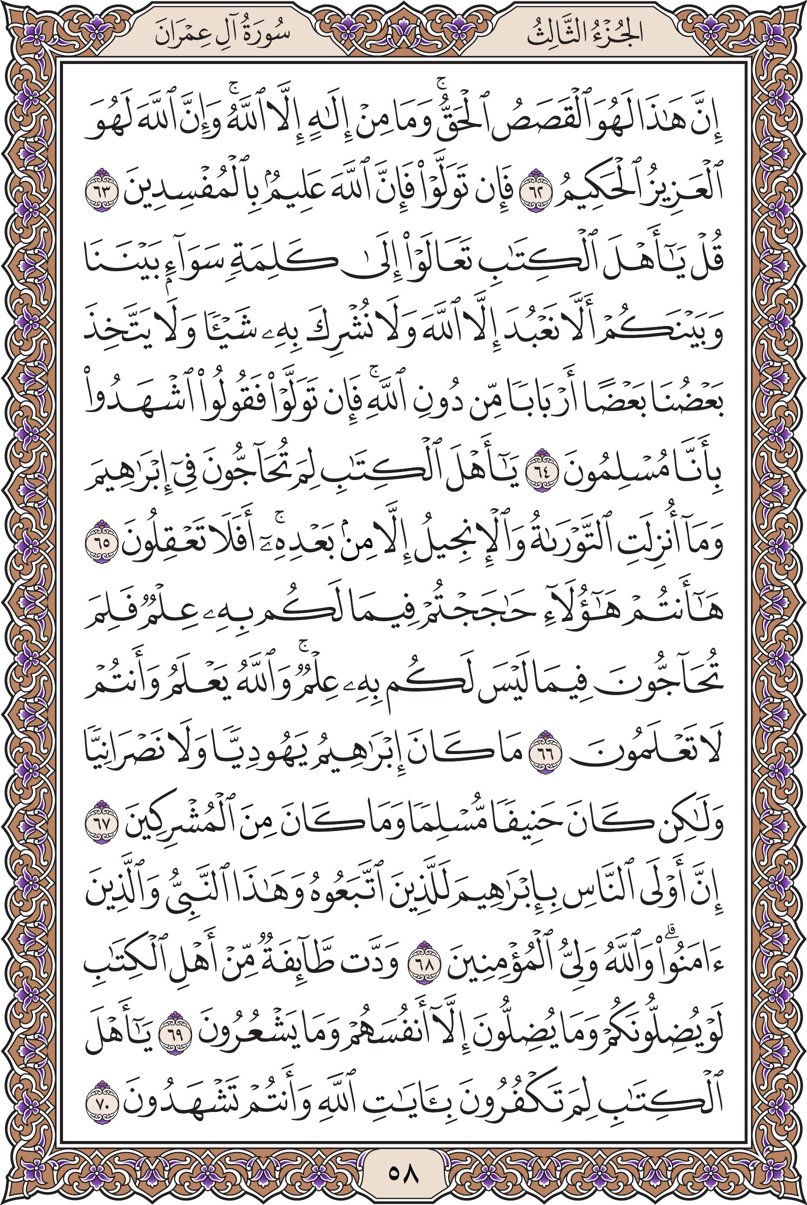 الجُزْءُ الثَّالِثُ
سُورَةُ آلِ عِمْرَانَ
إِنَّ هَٰذَا لَهُوَ ٱلْقَصَصُ ٱلْحَقُّۚ وَمَا مِنْ إِلَٰهٍ إِلَّا ٱللَّهُۚ وَإِنَّ ٱللَّهَ لَهُوَ
ٱلْعَزِيزُ ٱلْحَكِيمُ ٦٢ فَإِن تَوَلَّوْا۟ فَإِنَّ ٱللَّهَ عَلِيمٌۢ بِٱلْمُفْسِدِينَ ٦٣
قُلْ يَٰٓأَهْلَ ٱلْكِتَٰبِ تَعَالَوْا۟ إِلَىٰ كَلِمَةٍ سَوَآءٍۭ بَيْنَنَا
وَبَيْنَكُمْ أَلَّا نَعْبُدَ إِلَّا ٱللَّهَ وَلَا نُشْرِكَ بِهِۦ شَيْـًٔا وَلَا يَتَّخِذَ
بَعْضُنَا بَعْضًا أَرْبَابًا مِّن دُونِ ٱللَّهِۚ فَإِن تَوَلَّوْا۟ فَقُولُوا۟ ٱشْهَدُوا۟
بِأَنَّا مُسْلِمُونَ ٦٤ يَٰٓأَهْلَ ٱلْكِتَٰبِ لِمَ تُحَآجُّونَ فِىٓ إِبْرَٰهِيمَ
وَمَآ أُنزِلَتِ ٱلتَّوْرَىٰةُ وَٱلْإِنجِيلُ إِلَّا مِنۢ بَعْدِهِۦٓۚ أَفَلَا تَعْقِلُونَ ٦٥
هَٰٓأَنتُمْ هَٰٓؤُلَآءِ حَٰجَجْتُمْ فِيمَا لَكُم بِهِۦ عِلْمٌ فَلِمَ
تُحَآجُّونَ فِيمَا لَيْسَ لَكُم بِهِۦ عِلْمٌۚ وَٱللَّهُ يَعْلَمُ وَأَنتُمْ
لَا تَعْلَمُونَ ٦٦ مَا كَانَ إِبْرَٰهِيمُ يَهُودِيًّا وَلَا نَصْرَانِيًّا
وَلَٰكِن كَانَ حَنِيفًا مُّسْلِمًا وَمَا كَانَ مِنَ ٱلْمُشْرِكِينَ ٦٧
إِنَّ أَوْلَى ٱلنَّاسِ بِإِبْرَٰهِيمَ لَلَّذِينَ ٱتَّبَعُوهُ وَهَٰذَا ٱلنَّبِىُّ وَٱلَّذِينَ
ءَامَنُوا۟ۗ وَٱللَّهُ وَلِىُّ ٱلْمُؤْمِنِينَ ٦٨ وَدَّت طَّآئِفَةٌ مِّنْ أَهْلِ ٱلْكِتَٰبِ
لَوْ يُضِلُّونَكُمْ وَمَا يُضِلُّونَ إِلَّآ أَنفُسَهُمْ وَمَا يَشْعُرُونَ ٦٩ يَٰٓأَهْلَ
ٱلْكِتَٰبِ لِمَ تَكْفُرُونَ بِـَٔايَٰتِ ٱللَّهِ وَأَنتُمْ تَشْهَدُونَ ٧٠
٥٨